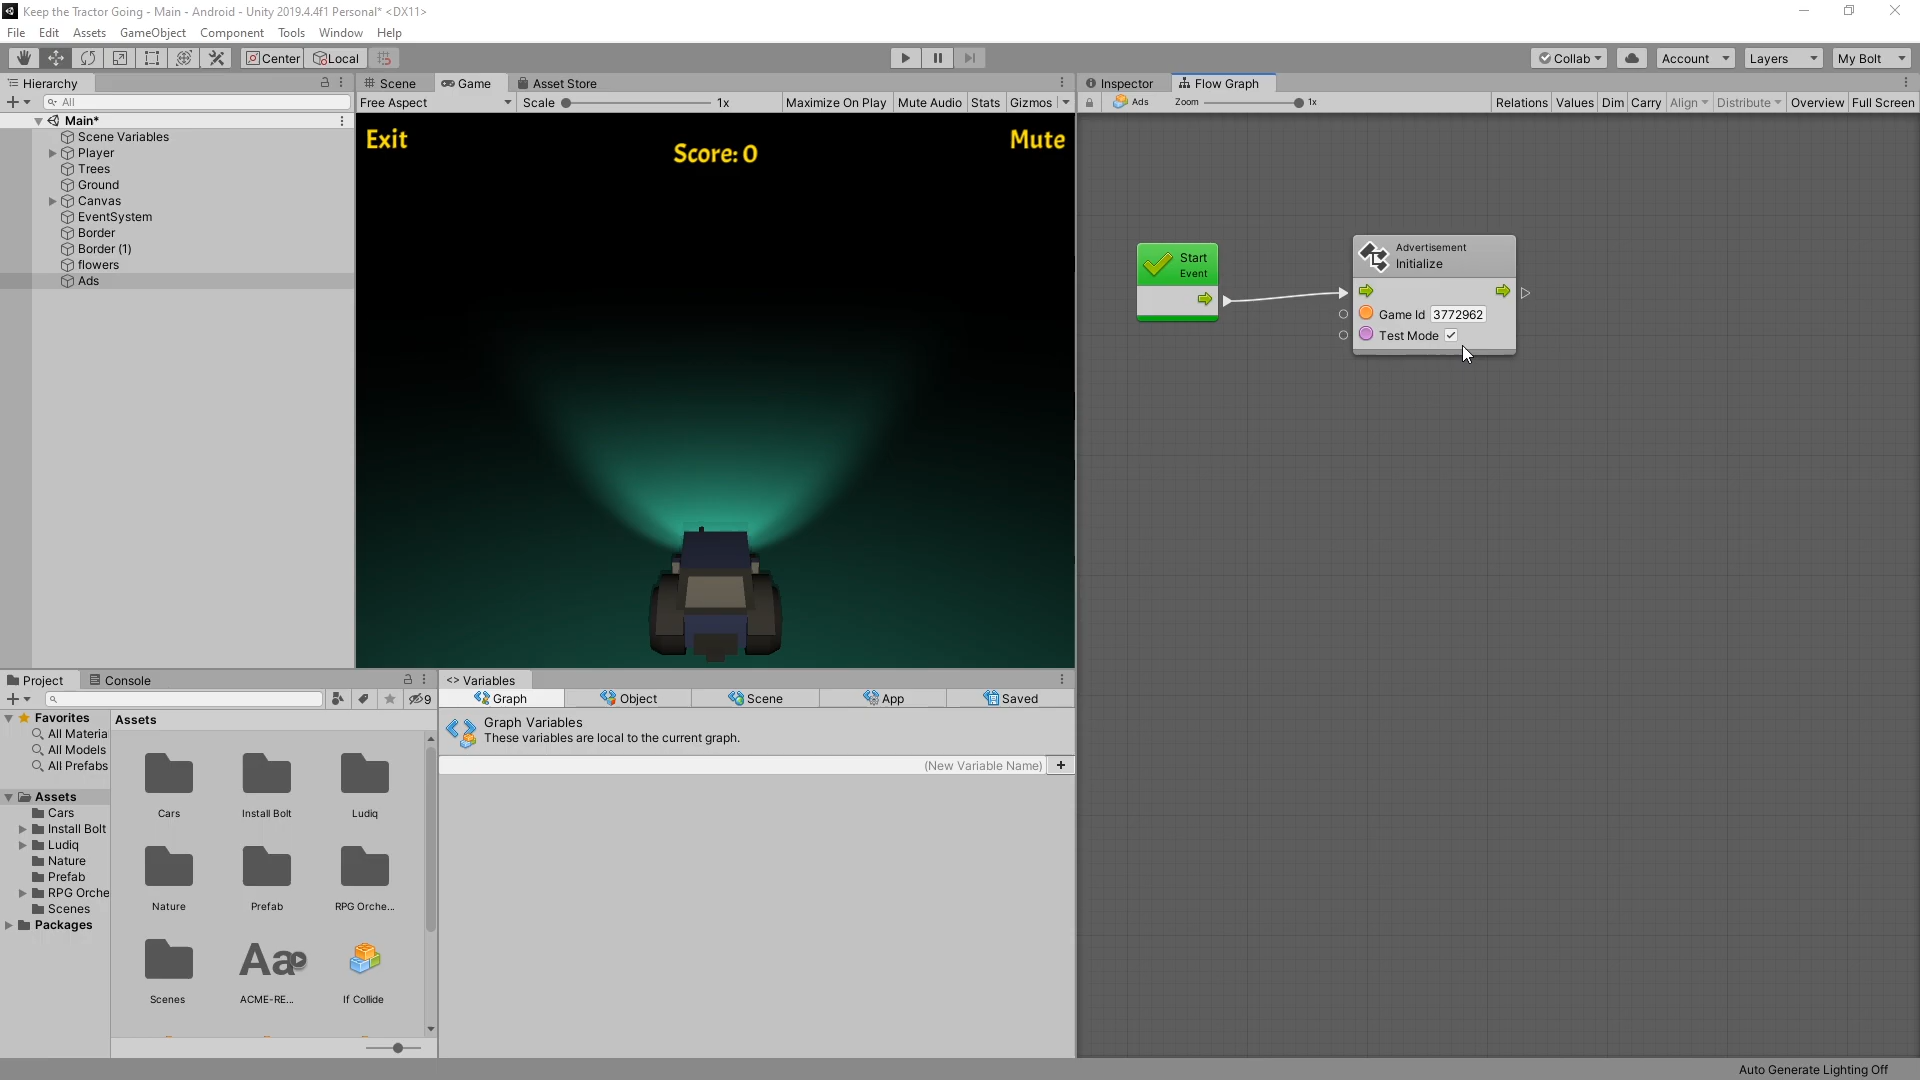 Keep the Tractor Going - Main - Android - Unity 2019.4.4f1 Personal* <DX11>
File Edit Assets GameObject Component Tools Window Help
Center Local Collab Account Layers My Bolt
Hierarchy
All
Main*
Scene Variables
Player
Trees
Ground
Canvas
EventSystem
Border
Border (1)
flowers
Ads
Scene Game Asset Store
Free Aspect Scale 1x Maximize On Play Mute Audio Stats Gizmos
Exit
Score: 0
Mute
Inspector Flow Graph
Ads Zoom 1x Relations Values Dim Carry Align Distribute Overview Full Screen
Start
Event
Advertisement
Initialize
Game Id 3772962
Test Mode
Project Console
9
Favorites
All Materia
All Models
All Prefabs
Assets
Cars
Install Bolt
Ludiq
Nature
Prefab
RPG Orche
Scenes
Packages
Assets
Cars Install Bolt Ludiq
Nature Prefab RPG Orche...
Aa
Scenes ACME-RE... If Collide
<> Variables
Graph Object Scene App Saved
Graph Variables
These variables are local to the current graph.
(New Variable Name)
Auto Generate Lighting Off